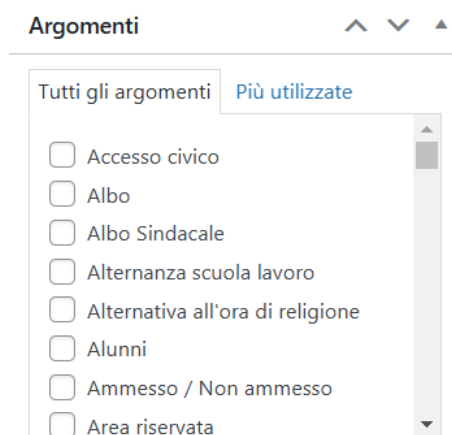 Argomenti
Tutti gli argomenti Più utilizzate
Accesso civico
Albo
Albo Sindacale
Alternanza scuola lavoro
Alternativa all'ora di religione
Alunni
Ammesso / Non ammesso
Area riservata